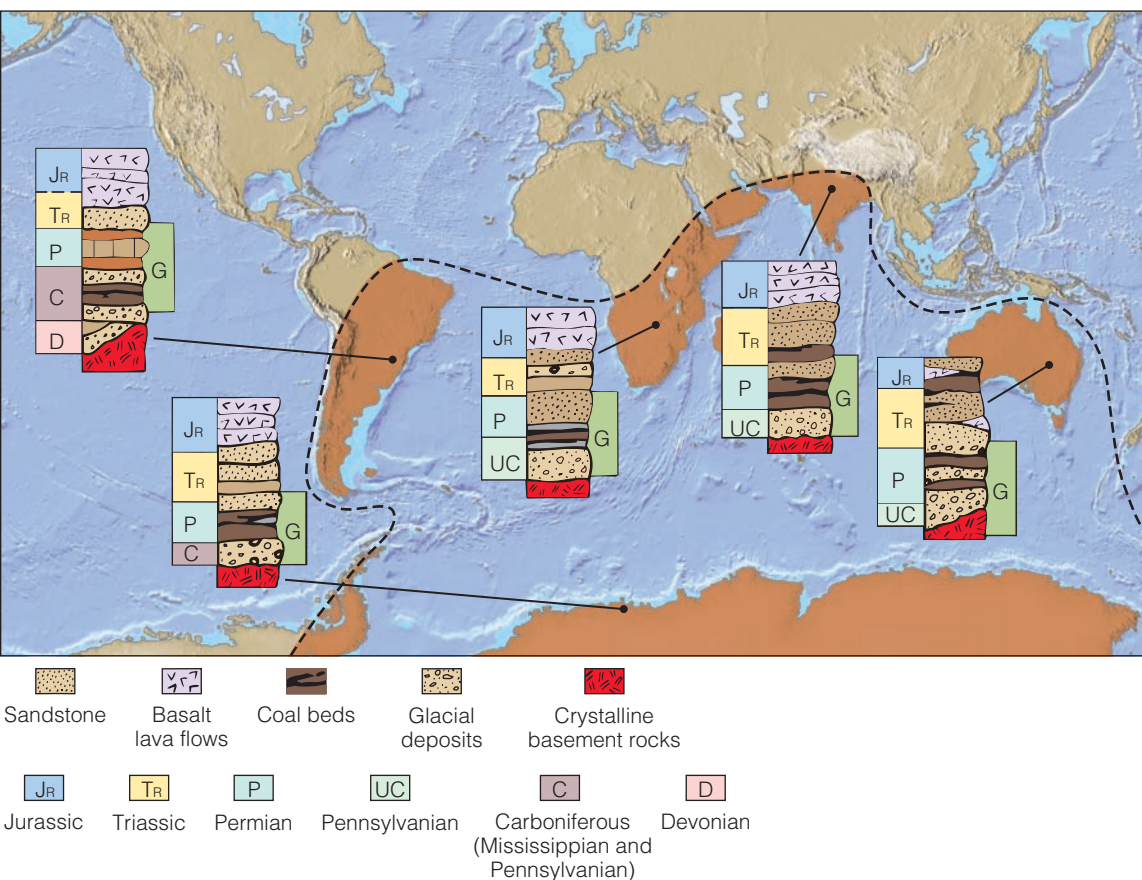 JR
TR
P
C
D
G
JR
TR
P
C
G
JR
TR
P
UC
G
JR
TR
P
UC
G
JR
TR
P
UC
G
Sandstone
Basalt
lava flows
Coal beds
Glacial
deposits
Crystalline
basement rocks
JR
TR
P
UC
C
D
Jurassic
Triassic
Permian
Pennsylvanian
Carboniferous
(Mississippian and
Pennsylvanian)
Devonian